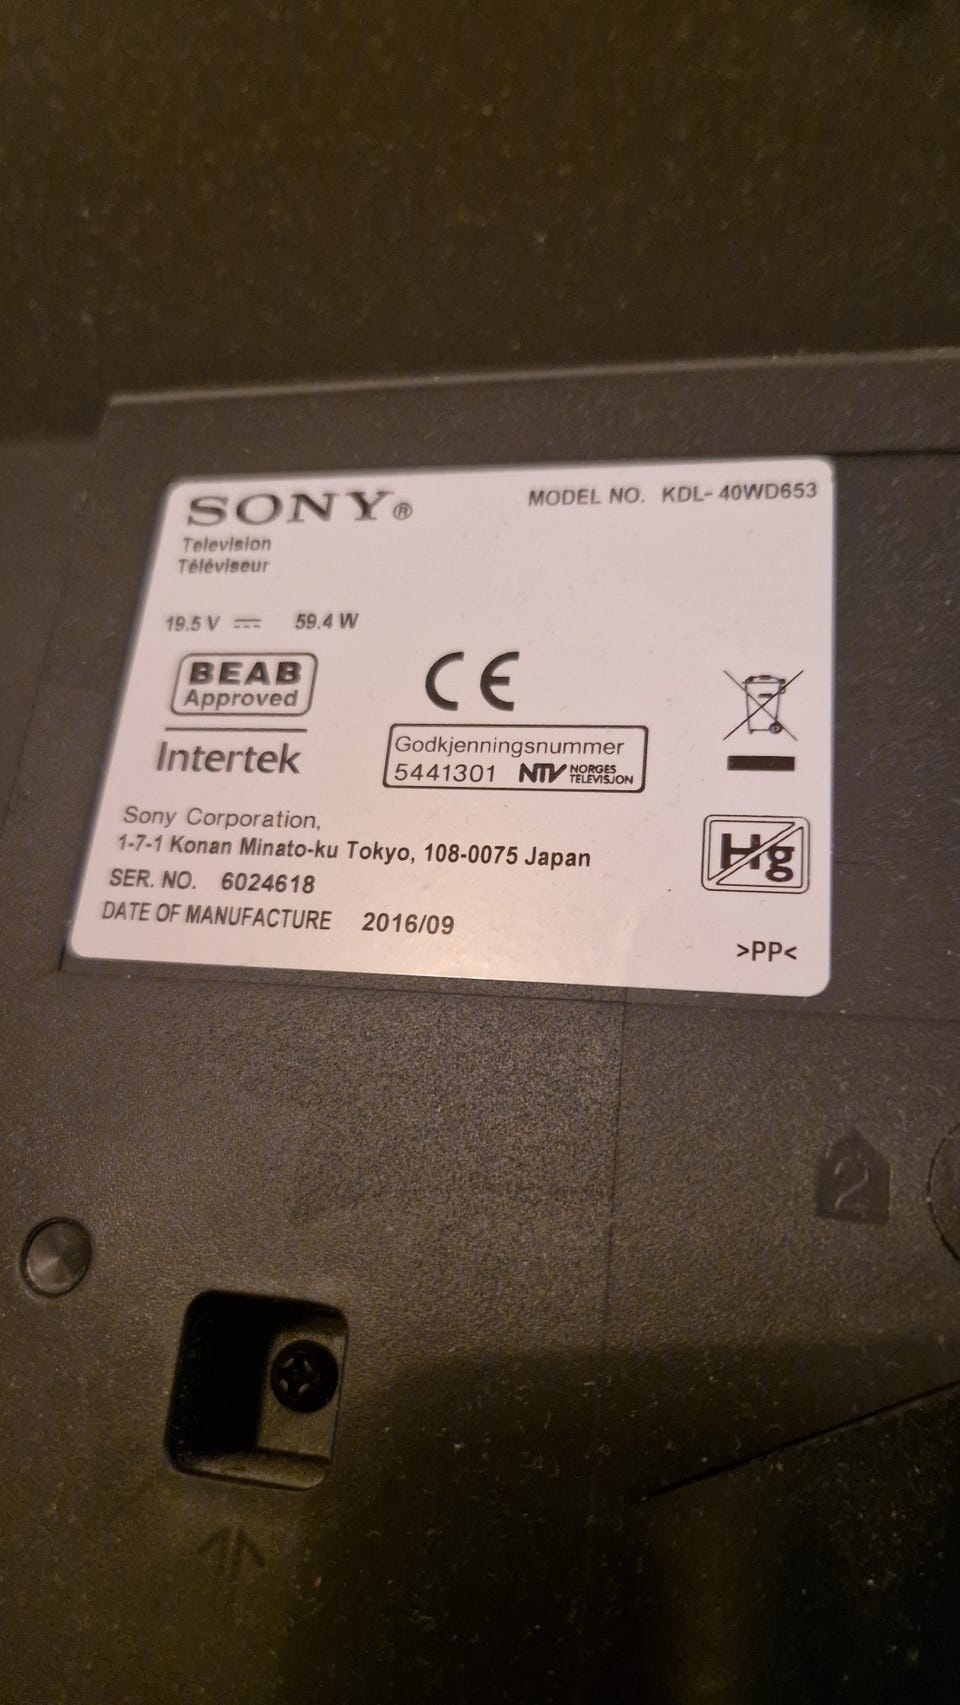 SONY®
MODEL NO. KDL-40WD653
Television
Téléviseur
19.5 V ⎓ 59.4 W
BEAB
Approved
Intertek
CE
Godkjenningsnummer
5441301 NTV NORGES
TELEVISJON
Sony Corporation,
1-7-1 Konan Minato-ku Tokyo, 108-0075 Japan
SER. NO. 6024618
DATE OF MANUFACTURE 2016/09
Hg
>PP<
2